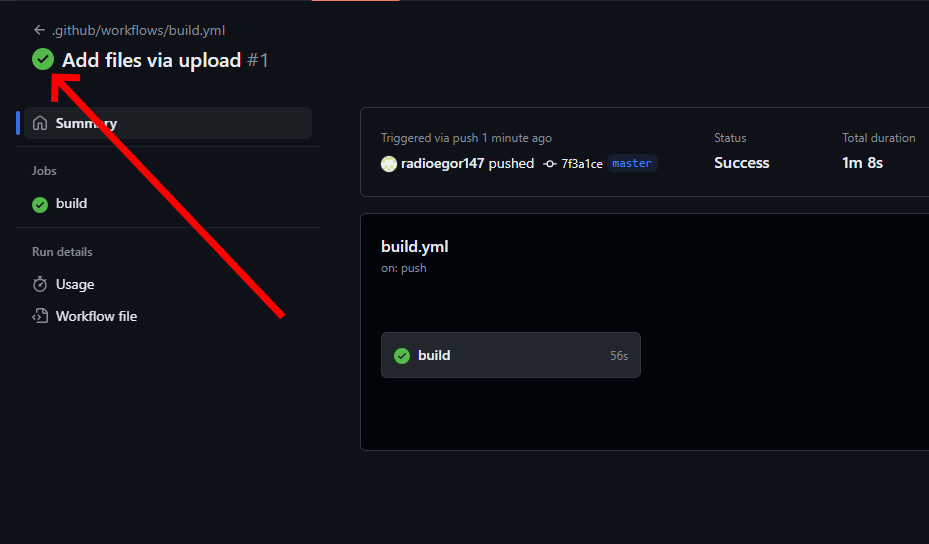 .github/workflows/build.yml
Add files via upload #1
Summary
Jobs
build
Run details
Usage
Workflow file
Triggered via push 1 minute ago
radioegor147 pushed 7f3a1ce master
Status
Success
Total duration
1m 8s
build.yml
on: push
build 56s